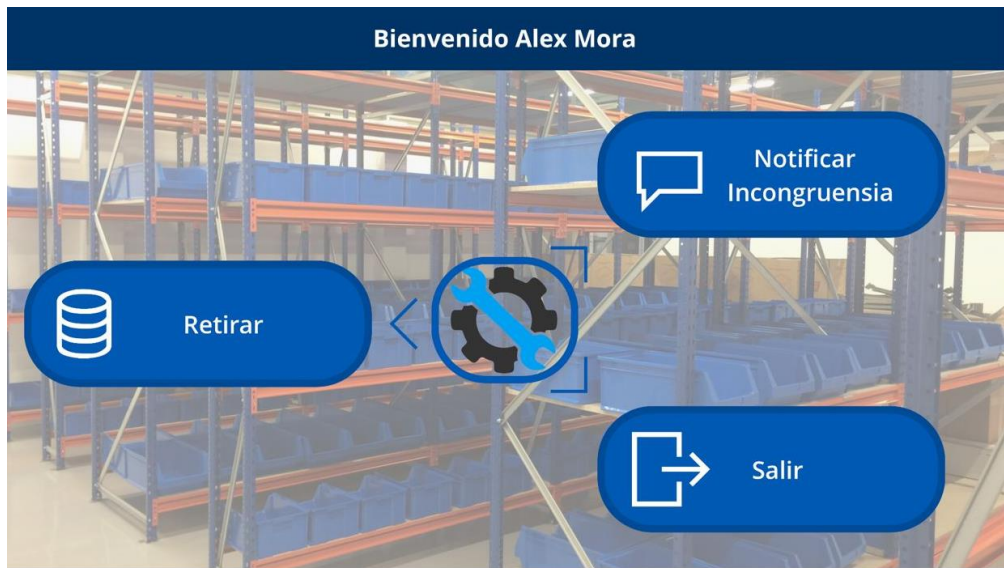 Bienvenido Alex Mora
Notificar
Incongruensia
Retirar
Salir